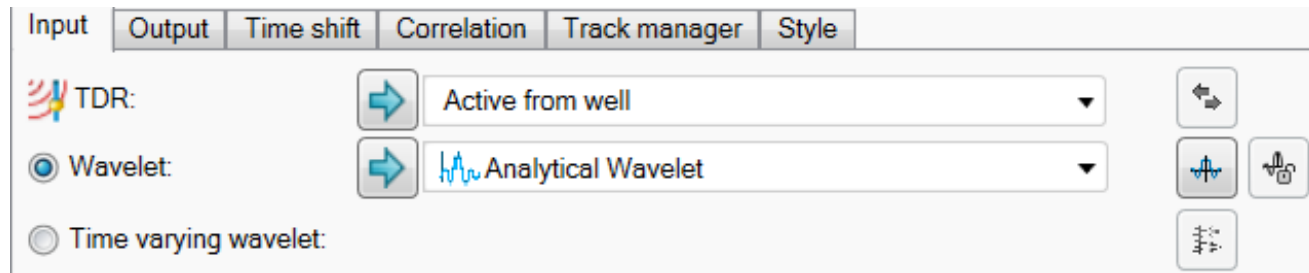 Input Output Time shift Correlation Track manager Style
TDR: Active from well
Wavelet: Analytical Wavelet
Time varying wavelet: